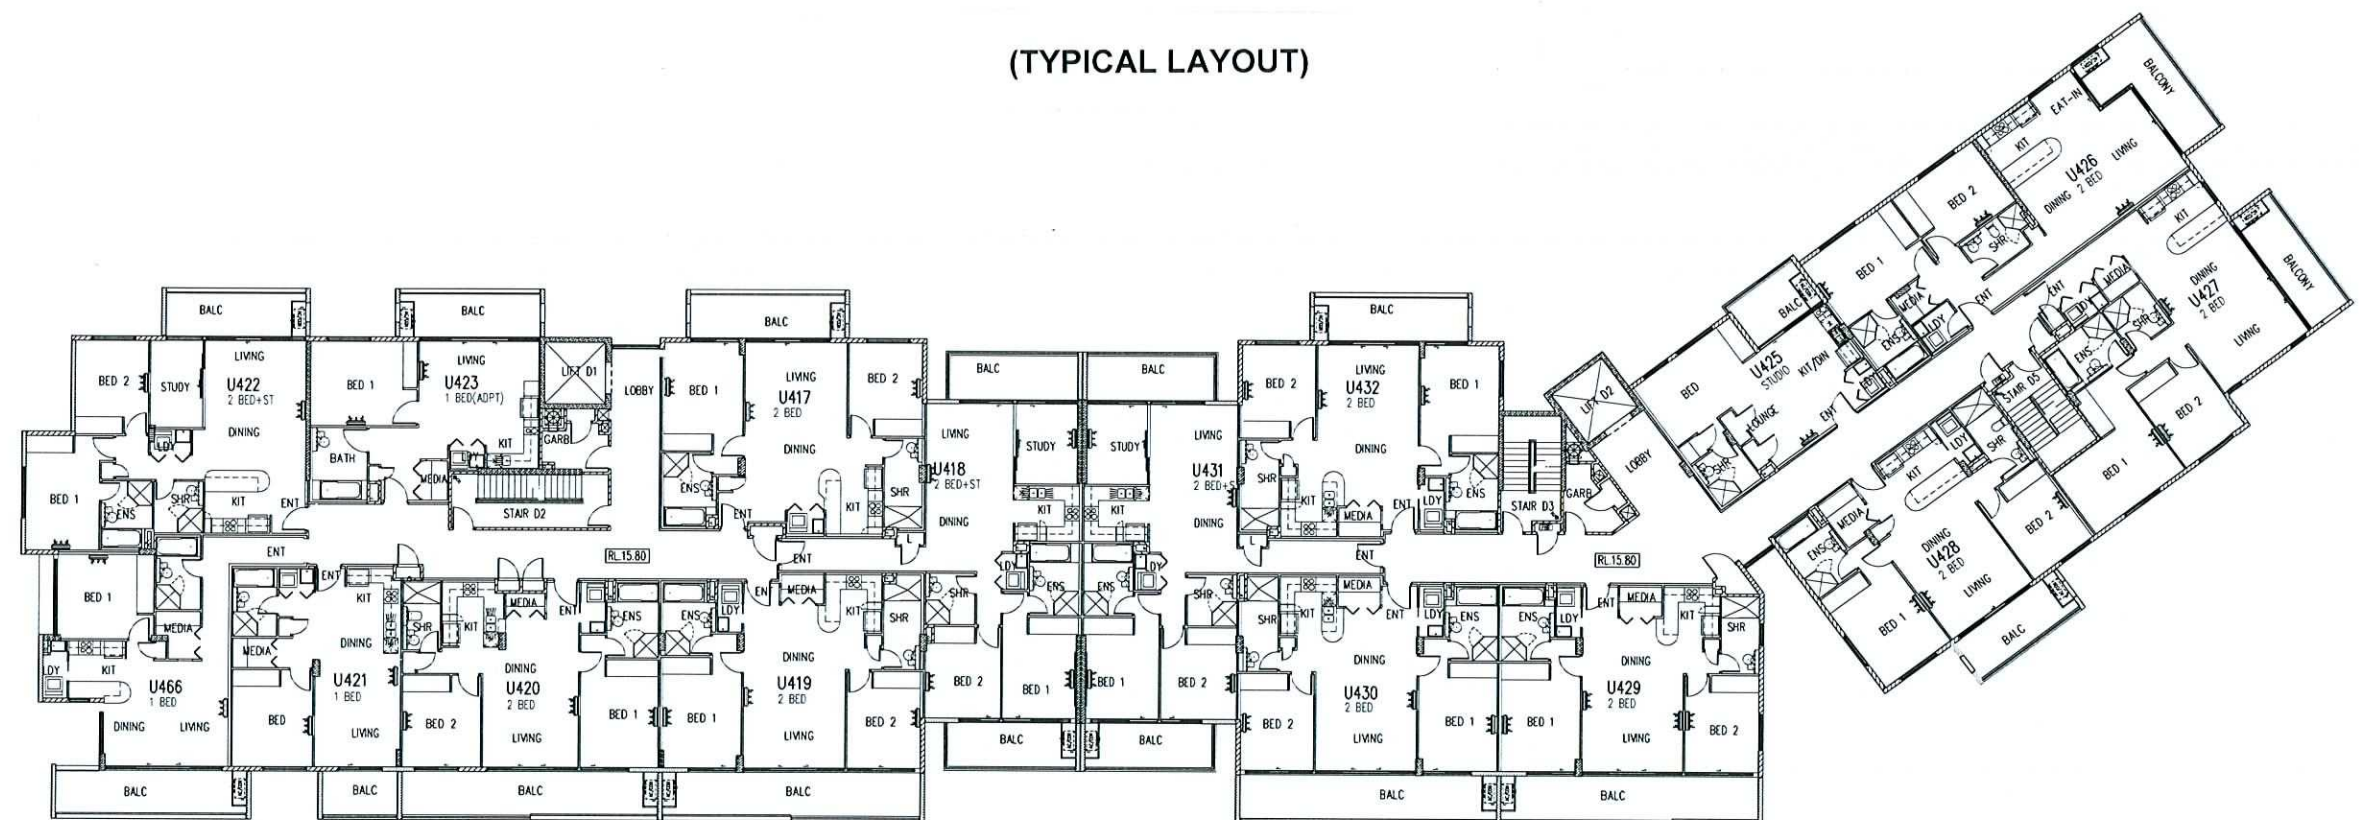 (TYPICAL LAYOUT)
BALC
BED 2
STUDY
LIVING
U422
2 BED+ST
DINING
LDY
BED 1
ENS
SHR
KIT
ENT
BALC
BED 1
LIVING
U423
1 BED(ADPT)
KIT
BATH
MEDIA
LIFT D1
GARB
STAIR D2
LOBBY
BALC
BED 1
LIVING
U417
2 BED
DINING
BED 2
ENS
ENT
KIT
SHR
BALC
LIVING
STUDY
U418
2 BED+ST
DINING
KIT
LDY
ENS
SHR
BED 2
BED 1
BALC
ENT
RL.15.80
BALC
STUDY
LIVING
U431
DINING
KIT
ENS
LDY
SHR
BED 1
BED 2
BALC
ENT
BALC
BED 2
LIVING
U432
2 BED
BED 1
DINING
SHR
KIT
MEDIA
ENT
LDY
ENS
STAIR D3
GARB
LIFT D2
LOBBY
RL.15.80
BALC
BED
U425
STUDIO
KIT/DIN
LOUNGE
ENT
LDY
SHR
BALCONY
EAT-IN
KIT
U426
2 BED
LIVING
DINING
BED 2
SHR
BED 1
MEDIA
ENS
LDY
ENT
BALCONY
KIT
DINING
U427
2 BED
LIVING
ENT
MEDIA
LDY
SHR
ENS
BED 2
BED 1
STAIR D5
KIT
LDY
SHR
MEDIA
ENS
DINING
U428
2 BED
LIVING
BED 2
BED 1
BALC
ENT
BED 1
MEDIA
LDY
KIT
U466
1 BED
DINING
LIVING
BALC
ENT
KIT
MEDIA
DINING
U421
1 BED
BED
LIVING
BALC
SHR
KIT
MEDIA
ENT
ENS
DINING
U420
2 BED
BED 2
LIVING
BED 1
BALC
ENS
LDY
ENT
MEDIA
KIT
SHR
DINING
U419
2 BED
BED 1
LIVING
BED 2
BALC
SHR
KIT
MEDIA
ENT
LDY
ENS
DINING
U430
2 BED
BED 2
LIVING
BED 1
BALC
ENS
LDY
ENT
MEDIA
KIT
SHR
DINING
U429
2 BED
BED 1
LIVING
BED 2
BALC